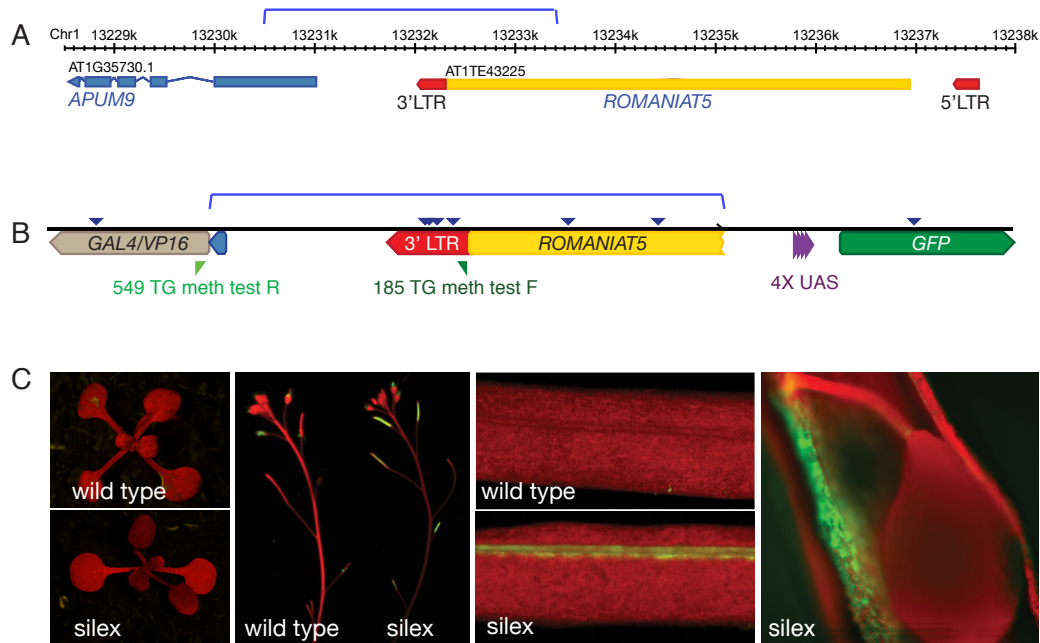 A
Chr1 13229k 13230k 13231k 13232k 13233k 13234k 13235k 13236k 13237k 13238k
AT1G35730.1 AT1TE43225
APUM9 3'LTR ROMANIAT5 5'LTR
B
GAL4/VP16 3' LTR ROMANIAT5 GFP
549 TG meth test R 185 TG meth test F 4X UAS
C
wild type wild type
silex wild type silex silex silex